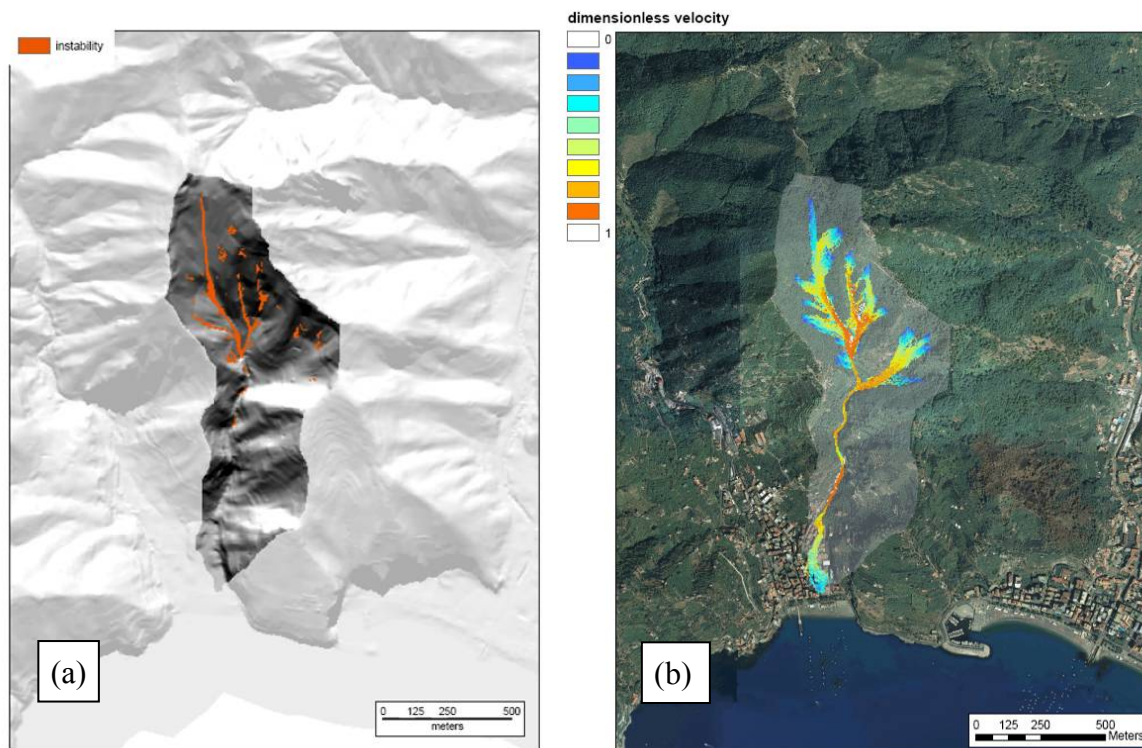 instability
(a)
0 125 250 500
meters
dimensionless velocity
0
1
(b)
0 125 250 500
Meters